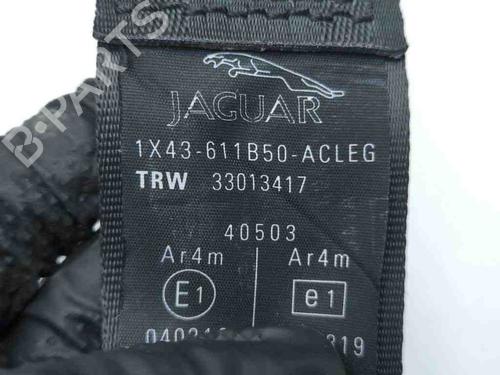 JAGUAR
1X43-611B50-ACLEG
TRW 33013417
40503
Ar4m Ar4m
E1 e1
B-PARTS